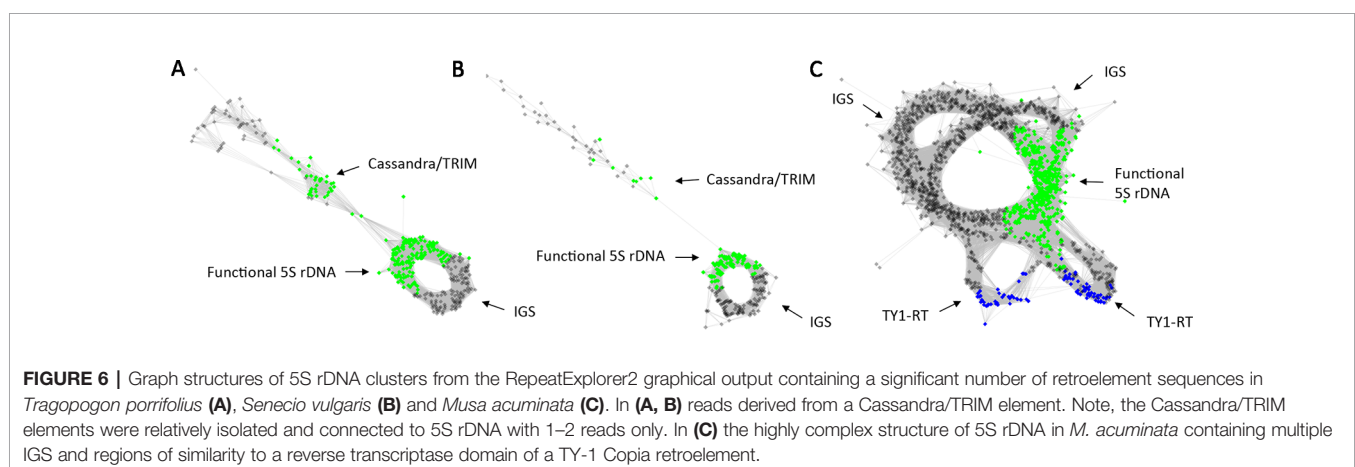 A
B
C
IGS
IGS
Cassandra/TRIM
Cassandra/TRIM
Functional
5S rDNA
Functional 5S rDNA
Functional 5S rDNA
IGS
IGS
TY1-RT
TY1-RT
FIGURE 6 | Graph structures of 5S rDNA clusters from the RepeatExplorer2 graphical output containing a significant number of retroelement sequences in
Tragopogon porrifolius (A), Senecio vulgaris (B) and Musa acuminata (C). In (A, B) reads derived from a Cassandra/TRIM element. Note, the Cassandra/TRIM
elements were relatively isolated and connected to 5S rDNA with 1–2 reads only. In (C) the highly complex structure of 5S rDNA in M. acuminata containing multiple
IGS and regions of similarity to a reverse transcriptase domain of a TY-1 Copia retroelement.